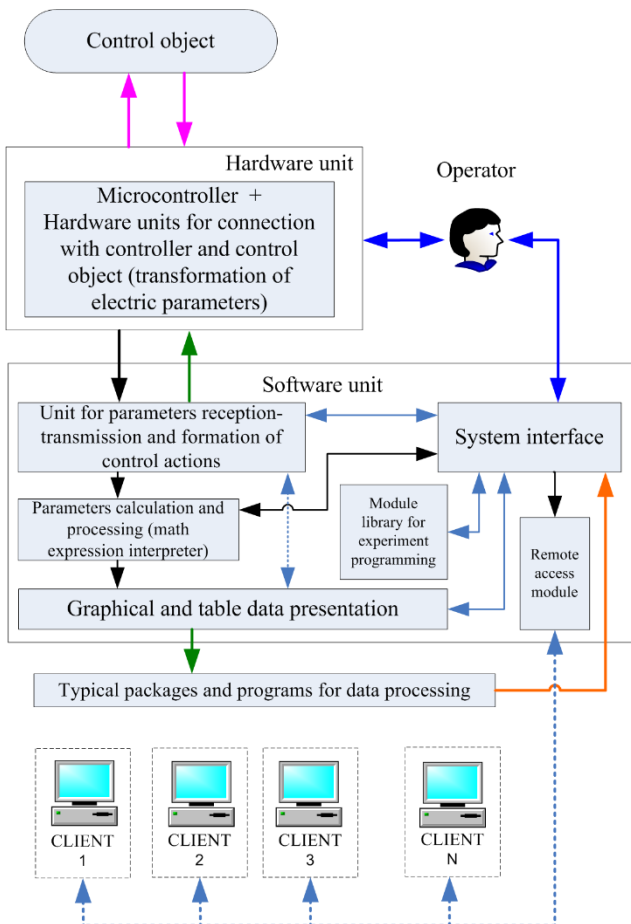 Control object
Hardware unit
Microcontroller +
Hardware units for connection
with controller and control
object (transformation of
electric parameters)
Operator
Software unit
Unit for parameters reception-
transmission and formation of
control actions
System interface
Parameters calculation and
processing (math
expression interpreter)
Module
library for
experiment
programming
Remote
access
module
Graphical and table data presentation
Typical packages and programs for data processing
CLIENT
1
CLIENT
2
CLIENT
3
CLIENT
N